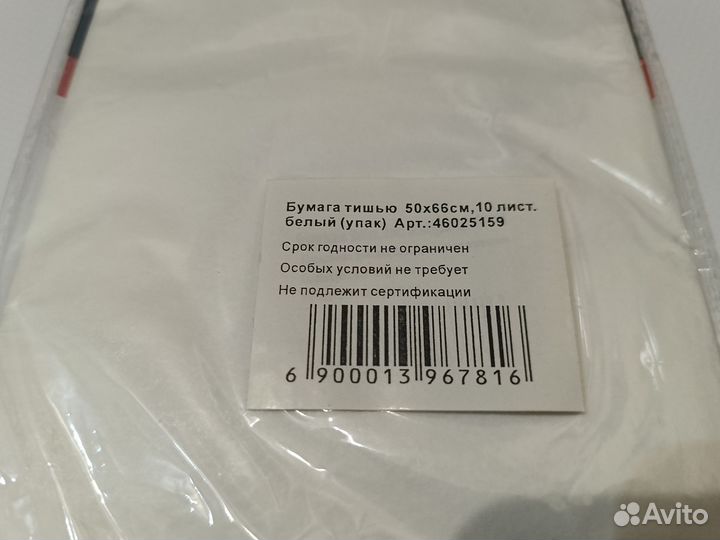 Бумага тишью 50х66см,10 лист.
белый (упак) Арт.:46025159
Срок годности не ограничен
Особых условий не требует
Не подлежит сертификации
6 900013 967816
Avito